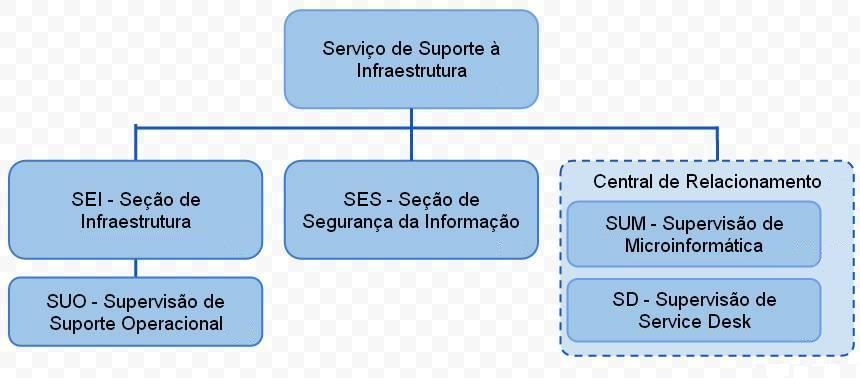 Serviço de Suporte à
Infraestrutura
SEI - Seção de
Infraestrutura
SES - Seção de
Segurança da Informação
Central de Relacionamento
SUM - Supervisão de
Microinformática
SUO - Supervisão de
Suporte Operacional
SD - Supervisão de
Service Desk